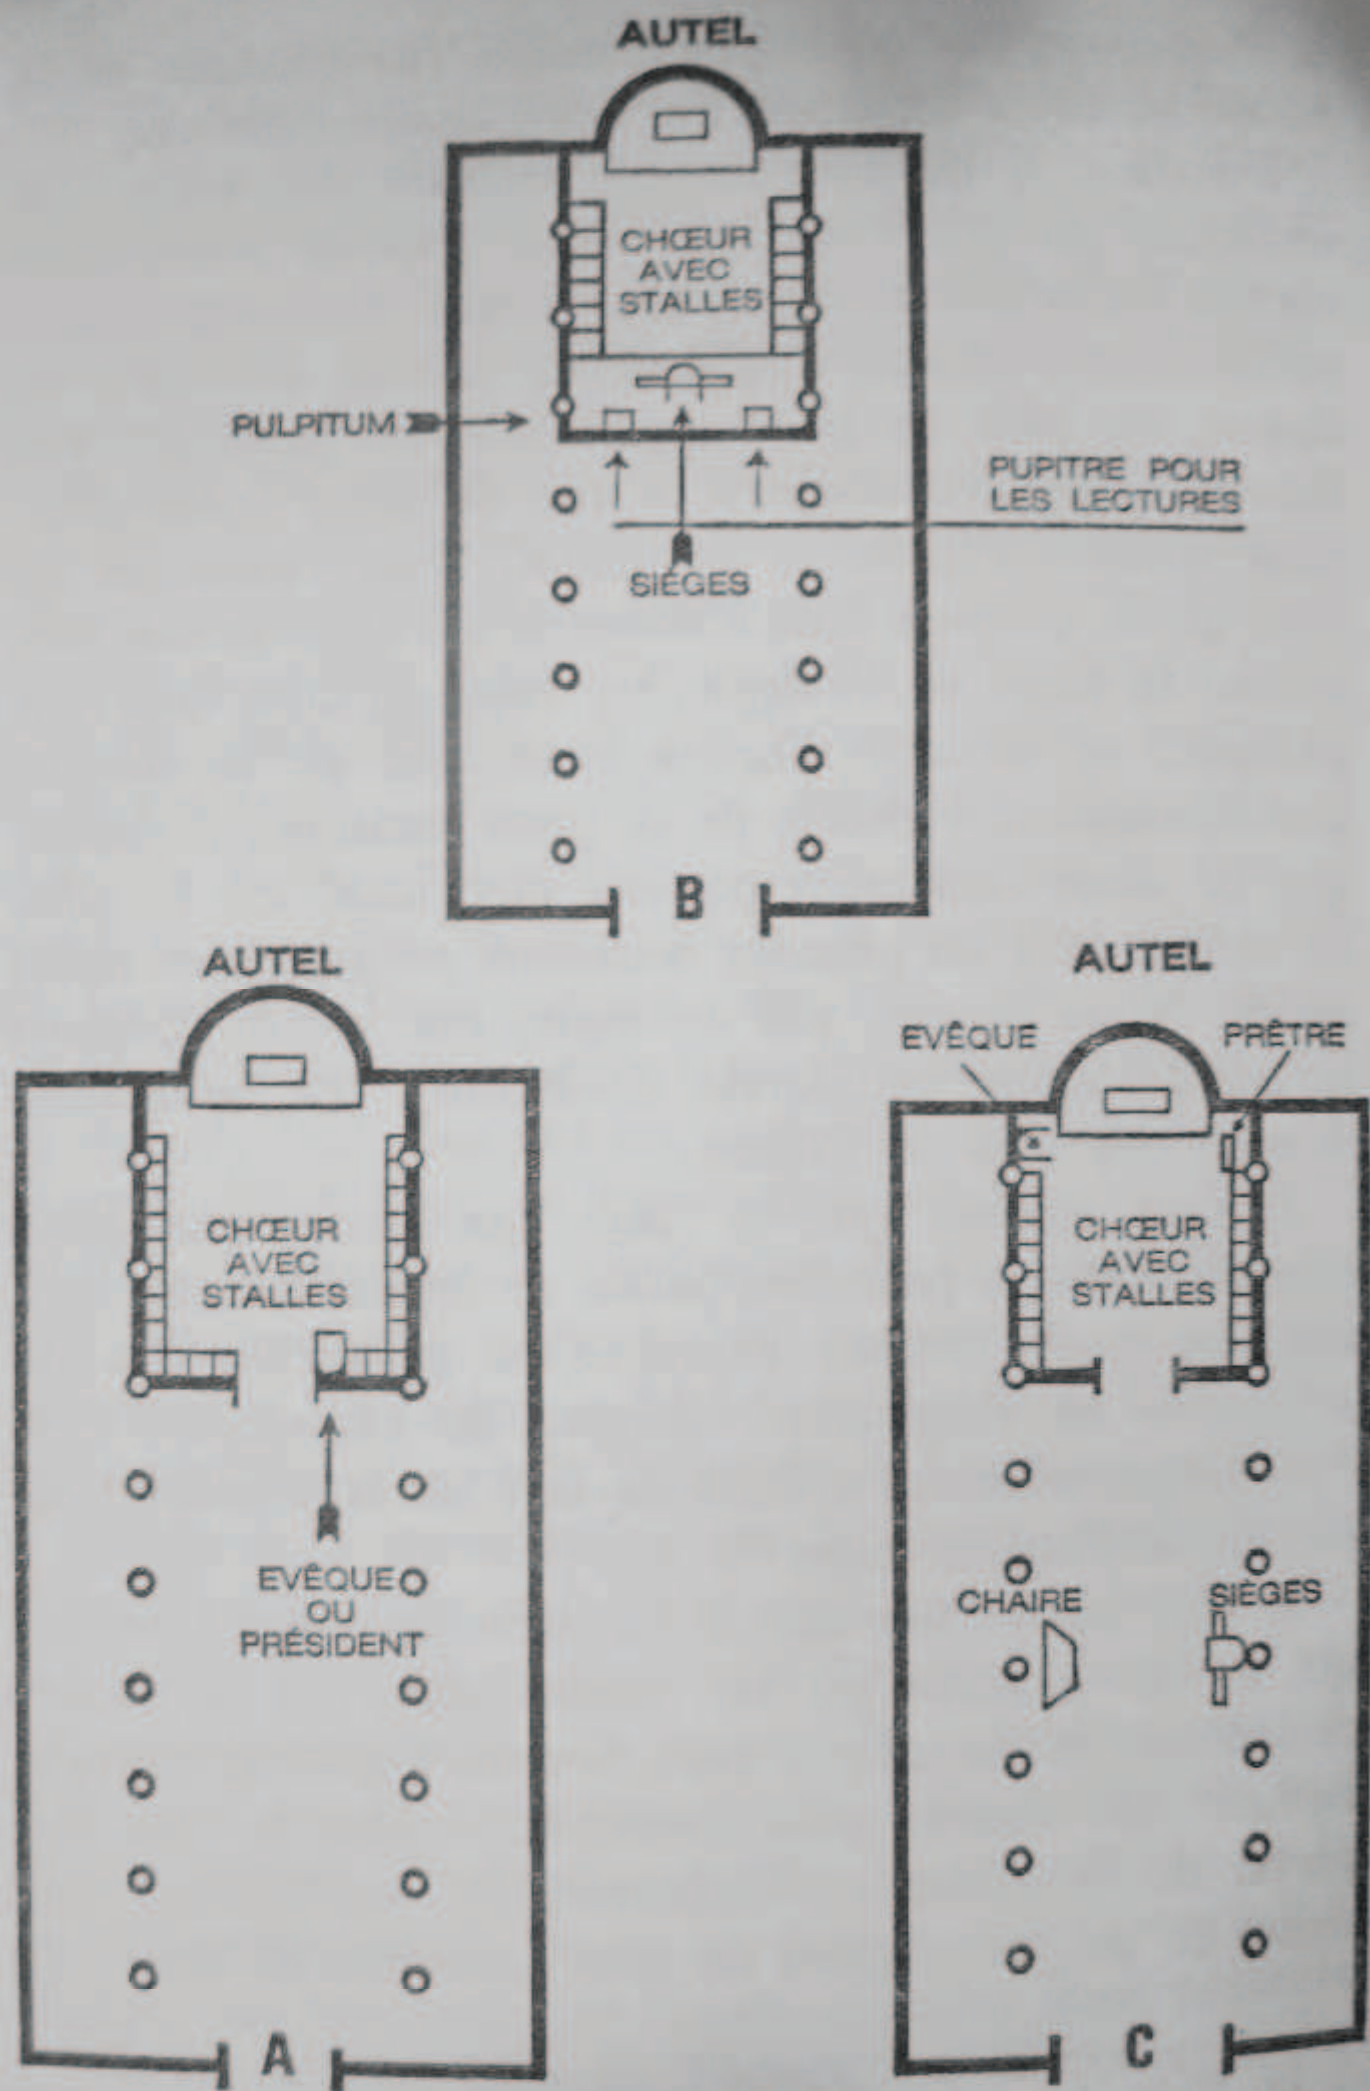 AUTEL
CHŒUR
AVEC
STALLES
PULPITUM
PUPITRE POUR
LES LECTURES
SIÈGES
B
AUTEL
CHŒUR
AVEC
STALLES
EVÊQUE
OU
PRÉSIDENT
A
AUTEL
EVÊQUE
PRÊTRE
CHŒUR
AVEC
STALLES
CHAIRE
SIÈGES
C